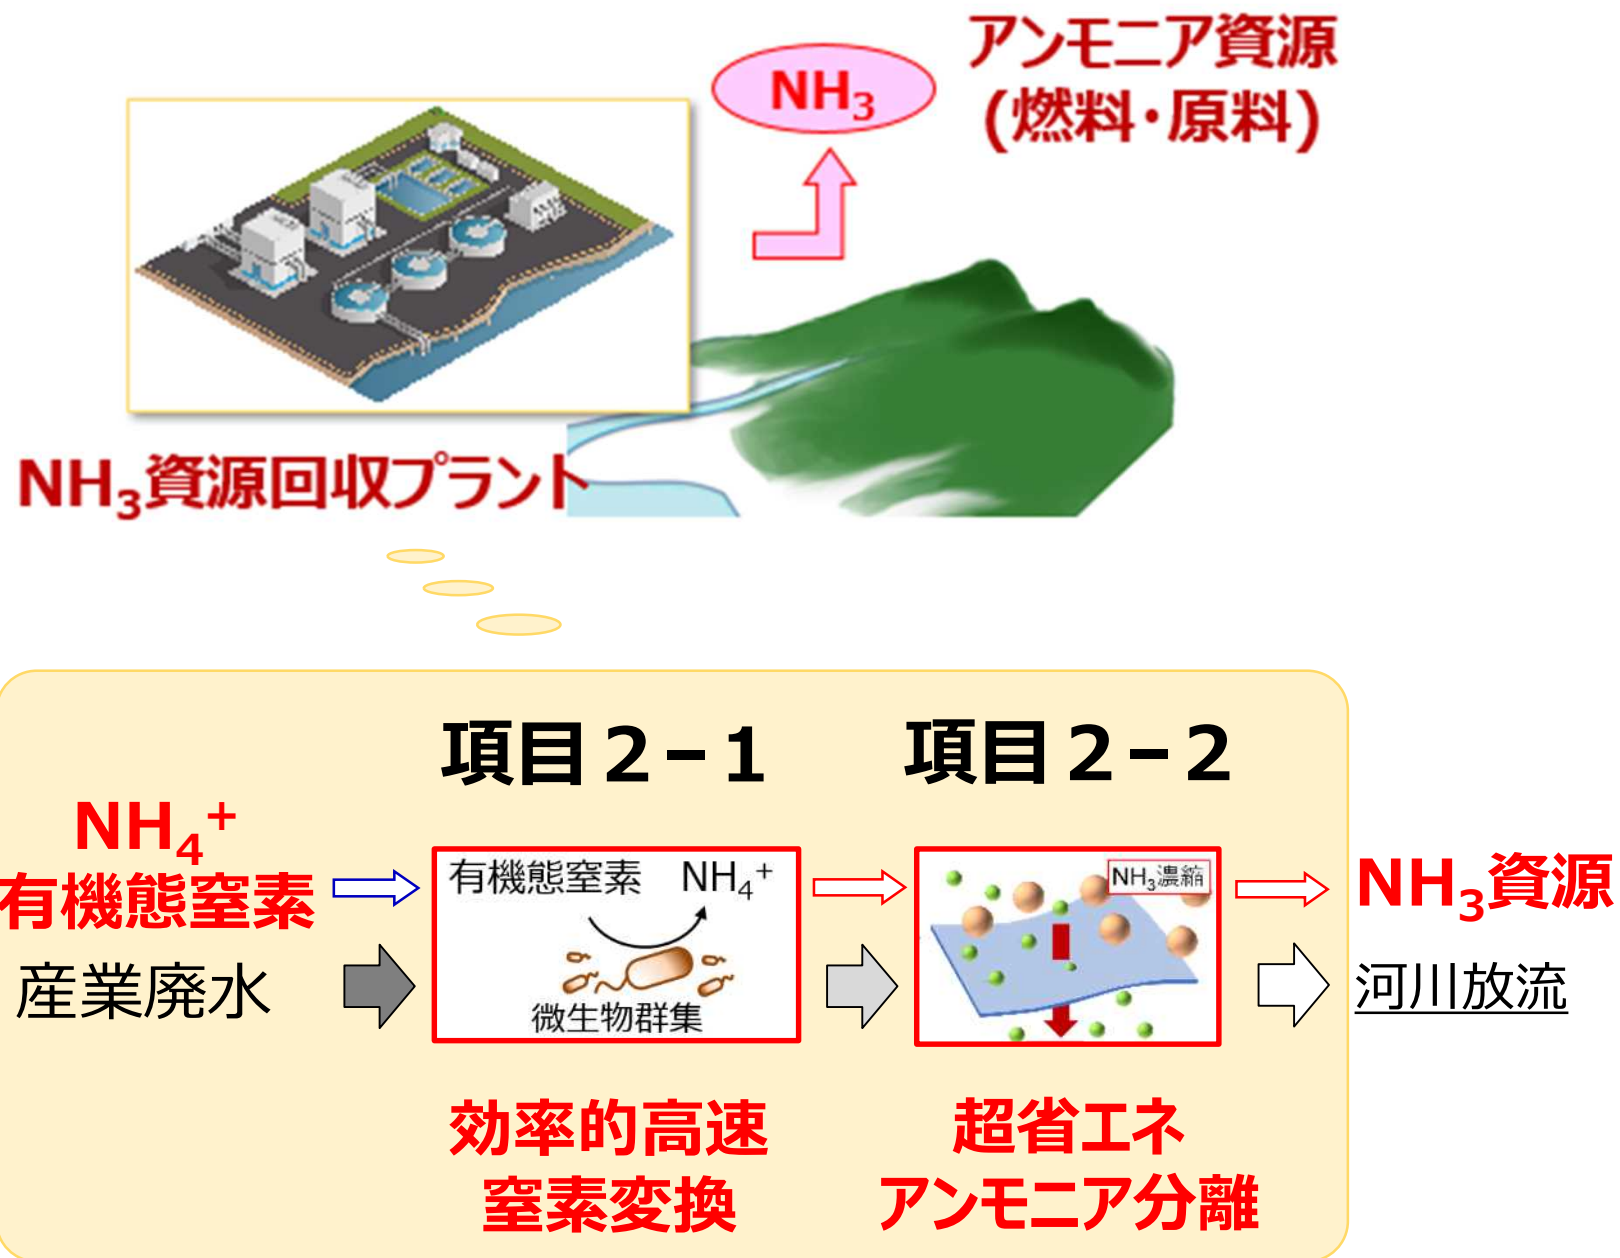 アンモニア資源
(燃料・原料)
NH₃
NH₃資源回収プラント
項目２−１
項目２−２
NH₄⁺
有機態窒素
産業廃水
有機態窒素 NH₄⁺
微生物群集
NH₃濃縮
NH₃資源
河川放流
効率的高速
窒素変換
超省エネ
アンモニア分離